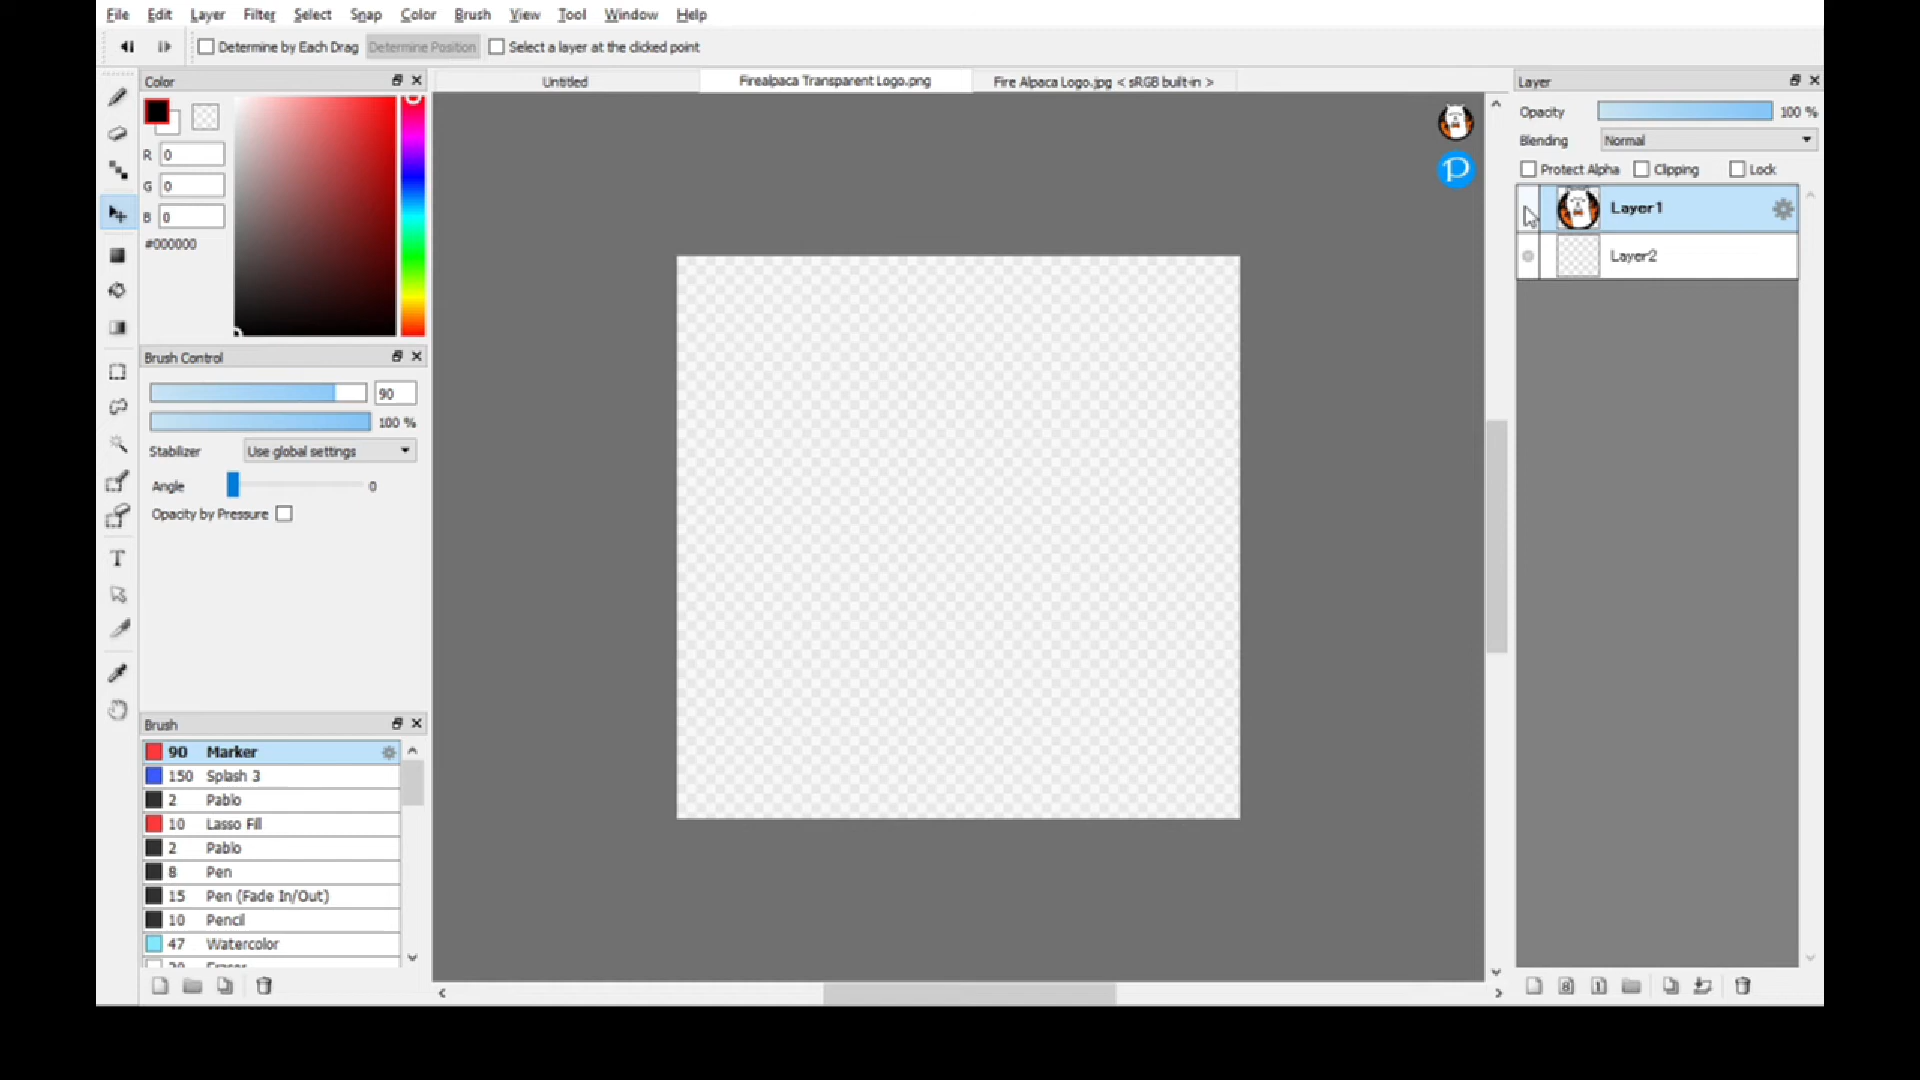 File Edit Layer Filter Select Snap Color Brush View Tool Window Help
Determine by Each Drag Determine Position Select a layer at the clicked point
Color
Untitled
Firealpaca Transparent Logo.png
Fire Alpaca Logo.jpg < sRGB built-in >
Layer
R 0
G 0
B 0
#000000
Brush Control
90
100 %
Stabilizer Use global settings
Angle 0
Opacity by Pressure
Brush
90 Marker
150 Splash 3
2 Pablo
10 Lasso Fill
2 Pablo
8 Pen
15 Pen (Fade In/Out)
10 Pencil
47 Watercolor
P
Opacity 100 %
Blending Normal
Protect Alpha Clipping Lock
Layer1
Layer2
8
1
T